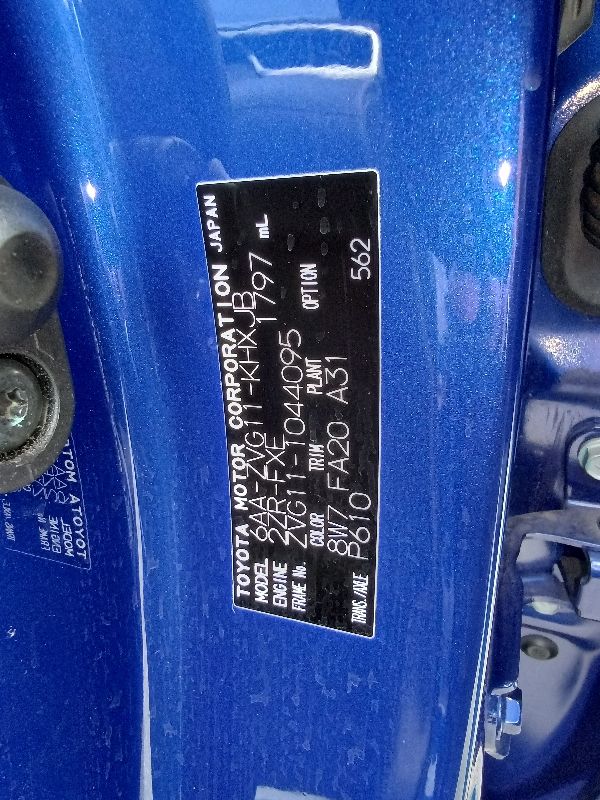 TOYOTA MOTOR CORPORATION JAPAN
MODEL 6AA-ZVG11-KHXJB
ENGINE 2ZR-FXE 1797 mL
FRAME No. ZVG11-1044095
COLOR TRIM PLANT OPTION
8W7 FA20 A31 562
TRANS./AXLE P610